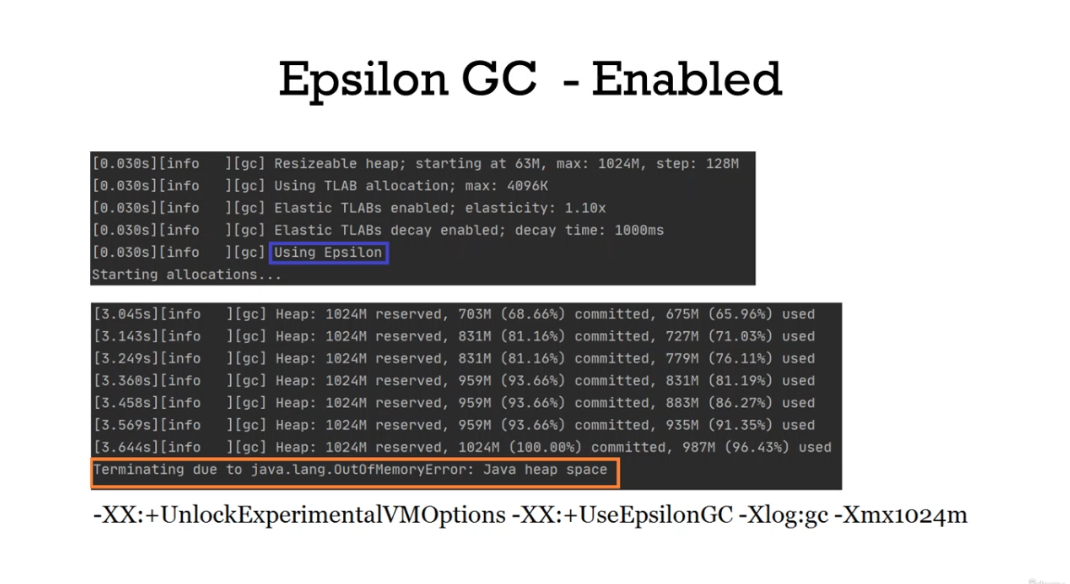 Epsilon GC - Enabled
[0.030s][info ][gc] Resizeable heap; starting at 63M, max: 1024M, step: 128M
[0.030s][info ][gc] Using TLAB allocation; max: 4096K
[0.030s][info ][gc] Elastic TLABs enabled; elasticity: 1.10x
[0.030s][info ][gc] Elastic TLABs decay enabled; decay time: 1000ms
[0.030s][info ][gc] Using Epsilon
Starting allocations...
[3.045s][info ][gc] Heap: 1024M reserved, 703M (68.66%) committed, 675M (65.96%) used
[3.143s][info ][gc] Heap: 1024M reserved, 831M (81.16%) committed, 727M (71.03%) used
[3.249s][info ][gc] Heap: 1024M reserved, 831M (81.16%) committed, 779M (76.11%) used
[3.360s][info ][gc] Heap: 1024M reserved, 959M (93.66%) committed, 831M (81.19%) used
[3.458s][info ][gc] Heap: 1024M reserved, 959M (93.66%) committed, 883M (86.27%) used
[3.569s][info ][gc] Heap: 1024M reserved, 959M (93.66%) committed, 935M (91.35%) used
[3.644s][info ][gc] Heap: 1024M reserved, 1024M (100.00%) committed, 987M (96.43%) used
Terminating due to java.lang.OutOfMemoryError: Java heap space
-XX:+UnlockExperimentalVMOptions -XX:+UseEpsilonGC -Xlog:gc -Xmx1024m